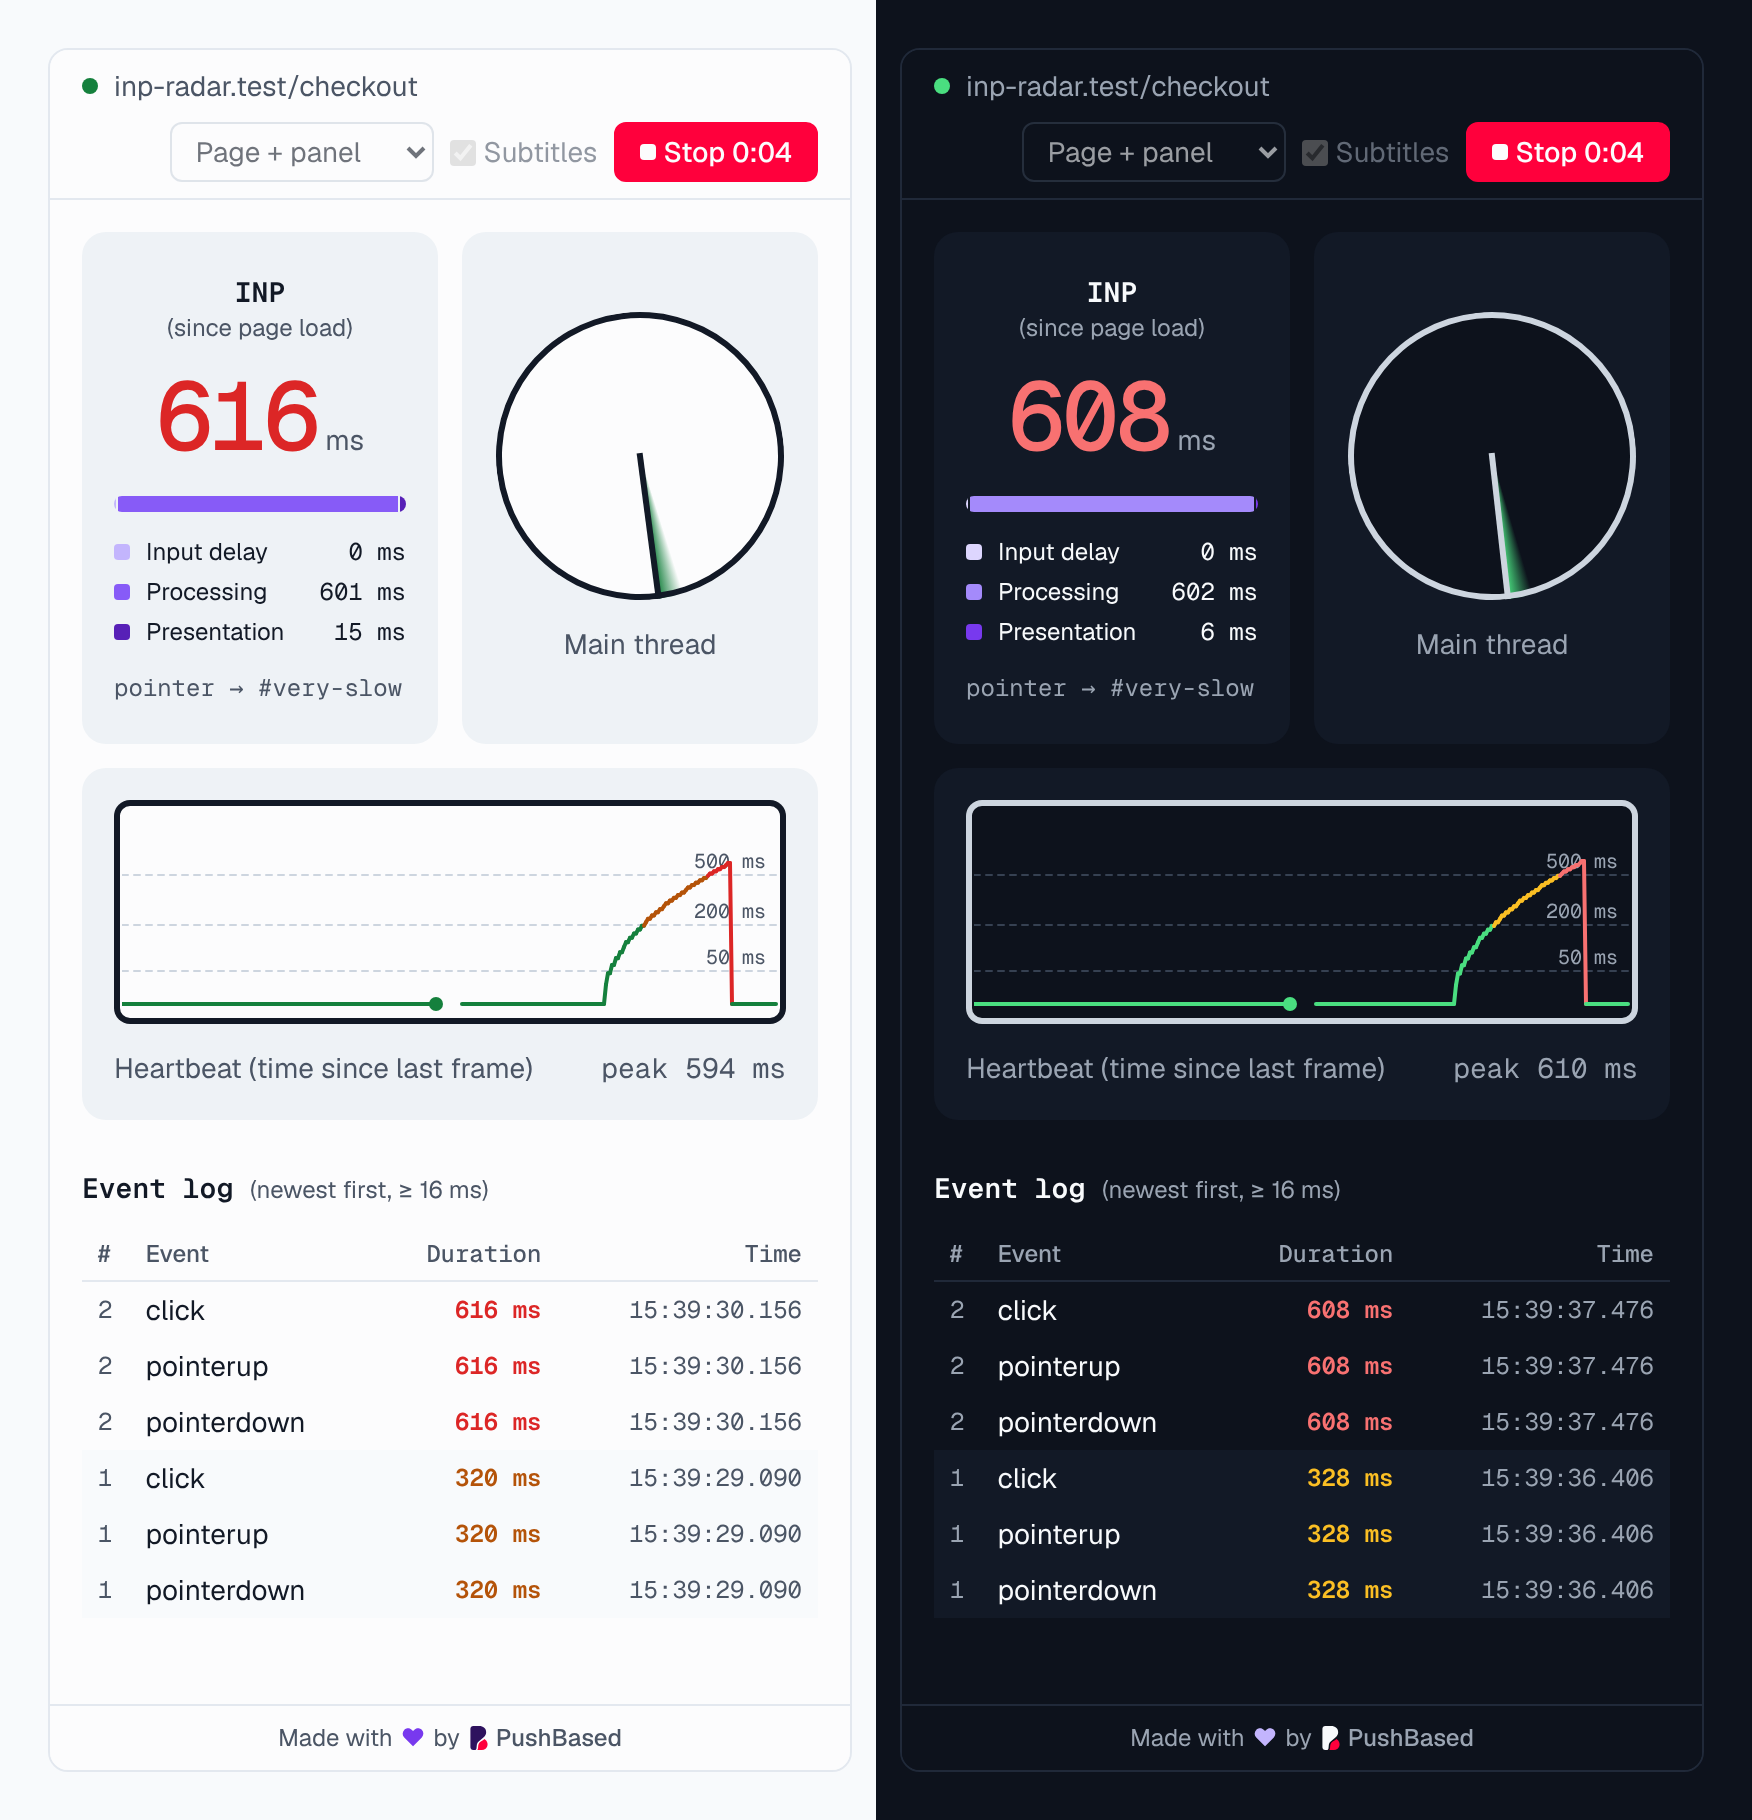 inp-radar.test/checkout
Page + panel Subtitles Stop 0:04
INP
(since page load)
616 ms
Input delay 0 ms
Processing 601 ms
Presentation 15 ms
pointer → #very-slow
Main thread
500 ms
200 ms
50 ms
Heartbeat (time since last frame) peak 594 ms
Event log (newest first, ≥ 16 ms)
# Event Duration Time
2 click 616 ms 15:39:30.156
2 pointerup 616 ms 15:39:30.156
2 pointerdown 616 ms 15:39:30.156
1 click 320 ms 15:39:29.090
1 pointerup 320 ms 15:39:29.090
1 pointerdown 320 ms 15:39:29.090
Made with by PushBased
inp-radar.test/checkout
Page + panel Subtitles Stop 0:04
INP
(since page load)
608 ms
Input delay 0 ms
Processing 602 ms
Presentation 6 ms
pointer → #very-slow
Main thread
500 ms
200 ms
50 ms
Heartbeat (time since last frame) peak 610 ms
Event log (newest first, ≥ 16 ms)
# Event Duration Time
2 click 608 ms 15:39:37.476
2 pointerup 608 ms 15:39:37.476
2 pointerdown 608 ms 15:39:37.476
1 click 328 ms 15:39:36.406
1 pointerup 328 ms 15:39:36.406
1 pointerdown 328 ms 15:39:36.406
Made with by PushBased